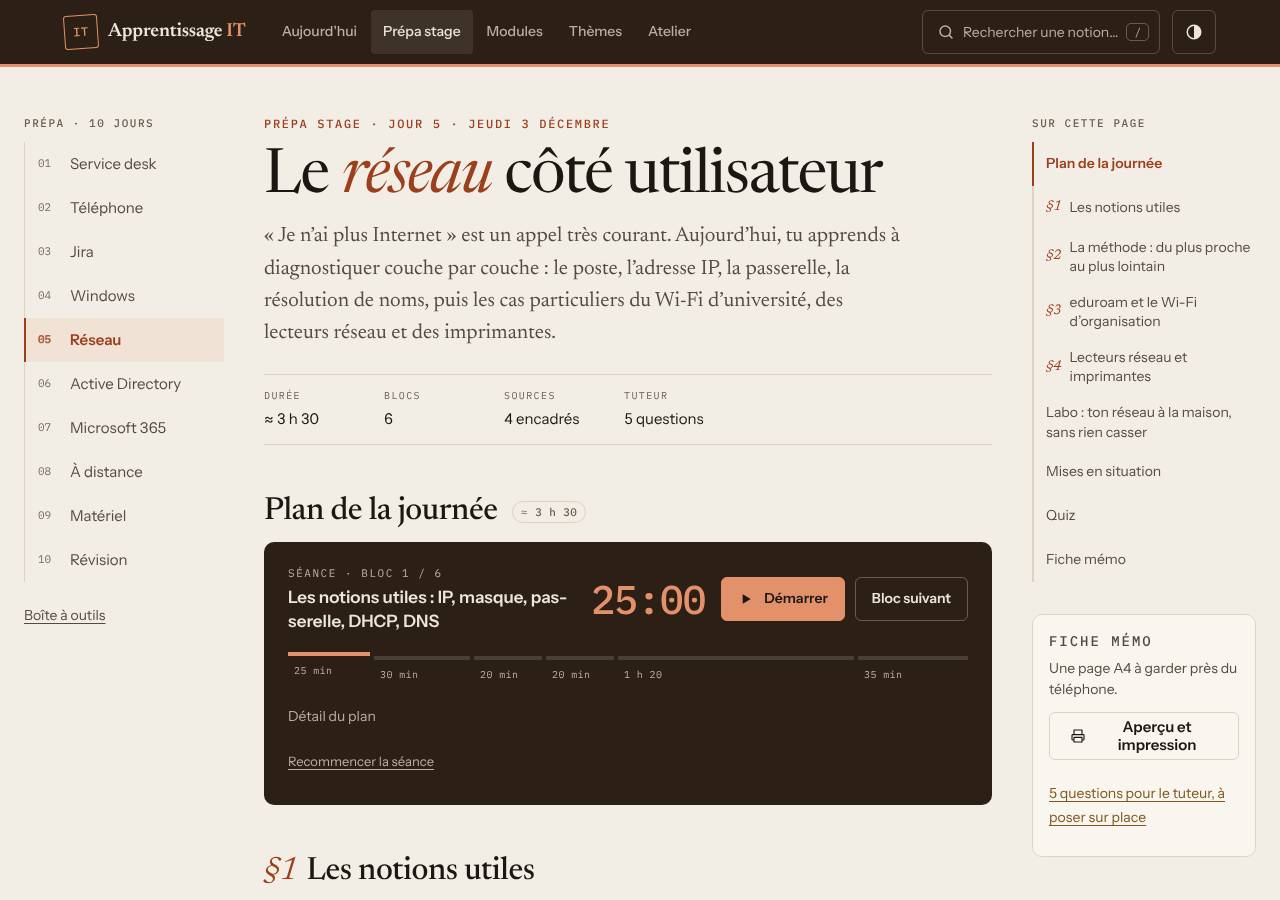 IT Apprentissage IT Aujourd'hui Prépa stage Modules Thèmes Atelier Rechercher une notion… /
PRÉPA · 10 JOURS
01 Service desk
02 Téléphone
03 Jira
04 Windows
05 Réseau
06 Active Directory
07 Microsoft 365
08 À distance
09 Matériel
10 Révision
Boîte à outils
PRÉPA STAGE · JOUR 5 · JEUDI 3 DÉCEMBRE
Le réseau côté utilisateur
« Je n’ai plus Internet » est un appel très courant. Aujourd’hui, tu apprends à
diagnostiquer couche par couche : le poste, l’adresse IP, la passerelle, la
résolution de noms, puis les cas particuliers du Wi-Fi d’université, des
lecteurs réseau et des imprimantes.
DURÉE BLOCS SOURCES TUTEUR
≈ 3 h 30 6 4 encadrés 5 questions
Plan de la journée ≈ 3 h 30
SÉANCE · BLOC 1 / 6
Les notions utiles : IP, masque, pas-
serelle, DHCP, DNS
25:00 Démarrer Bloc suivant
25 min 30 min 20 min 20 min 1 h 20 35 min
Détail du plan
Recommencer la séance
§1 Les notions utiles
SUR CETTE PAGE
Plan de la journée
§1 Les notions utiles
§2 La méthode : du plus proche
au plus lointain
§3 eduroam et le Wi-Fi
d’organisation
§4 Lecteurs réseau et
imprimantes
Labo : ton réseau à la maison,
sans rien casser
Mises en situation
Quiz
Fiche mémo
FICHE MÉMO
Une page A4 à garder près du
téléphone.
Aperçu et
impression
5 questions pour le tuteur, à
poser sur place